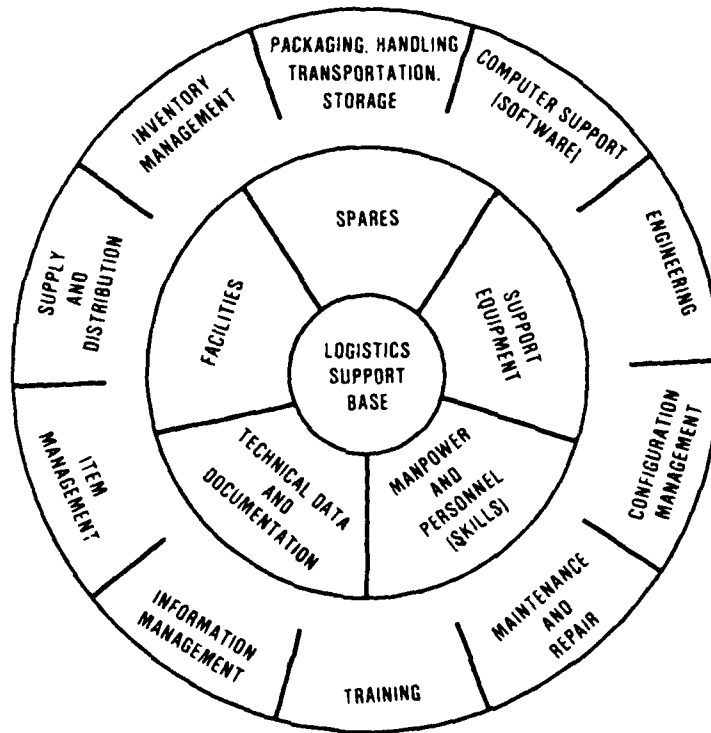 PACKAGING, HANDLING
TRANSPORTATION,
STORAGE
COMPUTER SUPPORT
(SOFTWARE)
ENGINEERING
CONFIGURATION
MANAGEMENT
MAINTENANCE
AND
REPAIR
TRAINING
INFORMATION
MANAGEMENT
ITEM
MANAGEMENT
SUPPLY
AND
DISTRIBUTION
INVENTORY
MANAGEMENT
SPARES
SUPPORT
EQUIPMENT
MANPOWER
AND
PERSONNEL
(SKILLS)
TECHNICAL DATA
AND
DOCUMENTATION
FACILITIES
LOGISTICS
SUPPORT
BASE